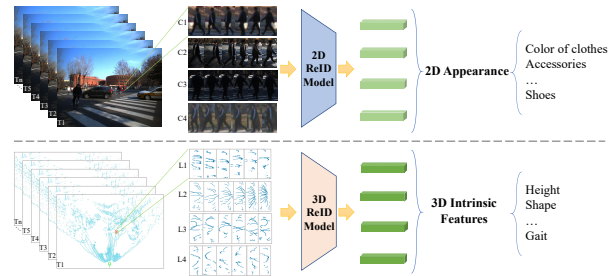 C1
C2
C3
C4
Tn
T5
T4
T3
T2
T1
2D
ReID
Model
2D Appearance
Color of clothes
Accessories
…
Shoes
L1
L2
L3
L4
Tn
T5
T4
T3
T2
T1
3D
ReID
Model
3D Intrinsic
Features
Height
Shape
…
Gait